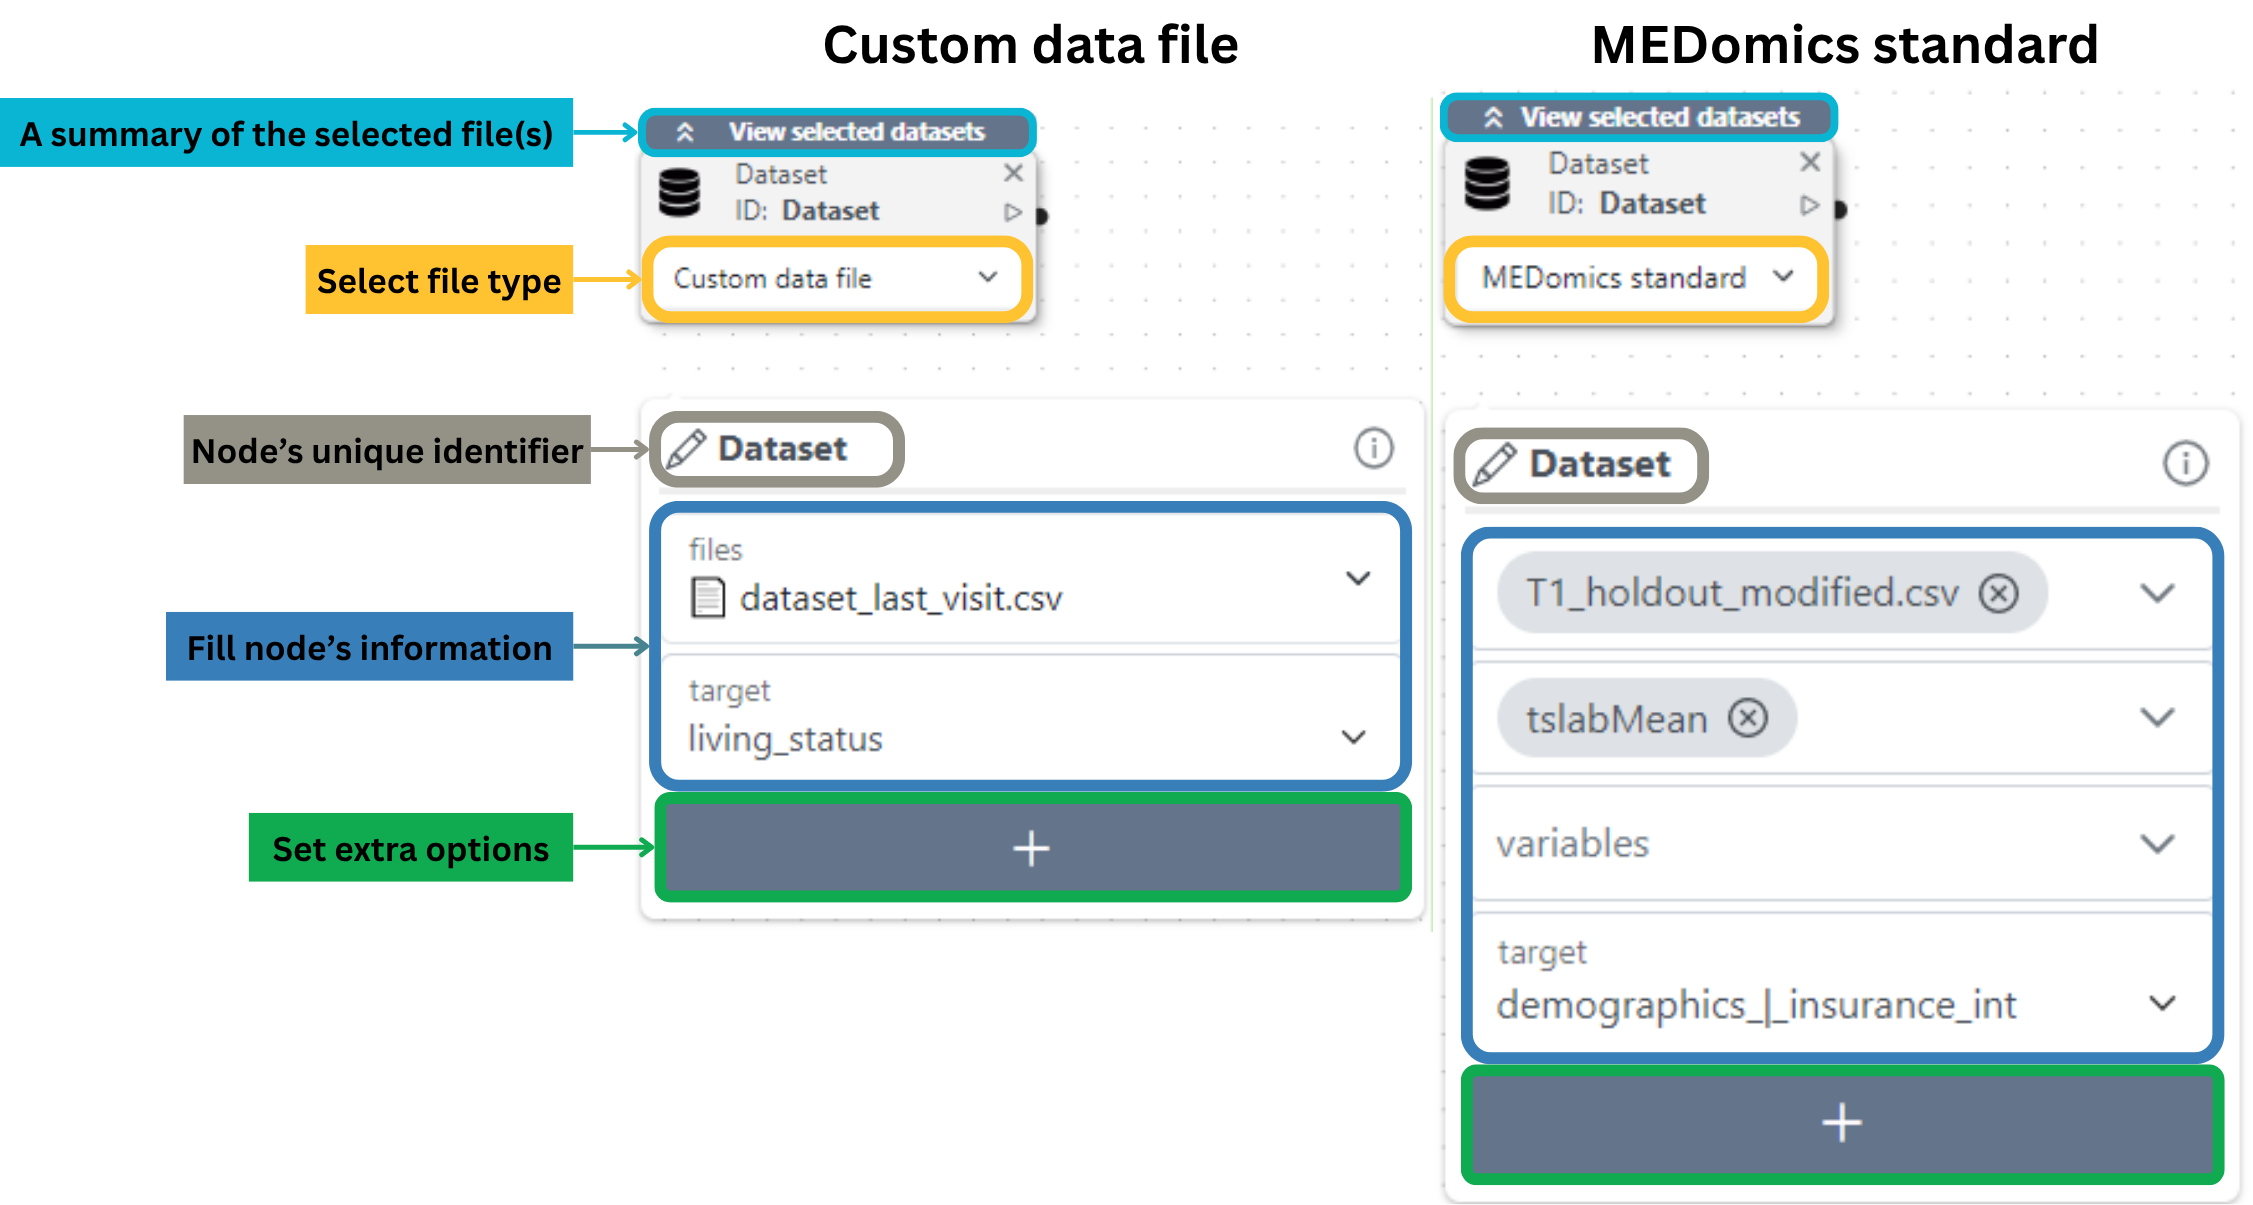 Custom data file
MEDomics standard
A summary of the selected file(s)
Select file type
Node's unique identifier
Fill node's information
Set extra options
View selected datasets
Dataset
ID: Dataset
Custom data file
Dataset
files
dataset_last_visit.csv
target
living_status
+
View selected datasets
Dataset
ID: Dataset
MEDomics standard
Dataset
T1_holdout_modified.csv
tslabMean
variables
target
demographics_|_insurance_int
+